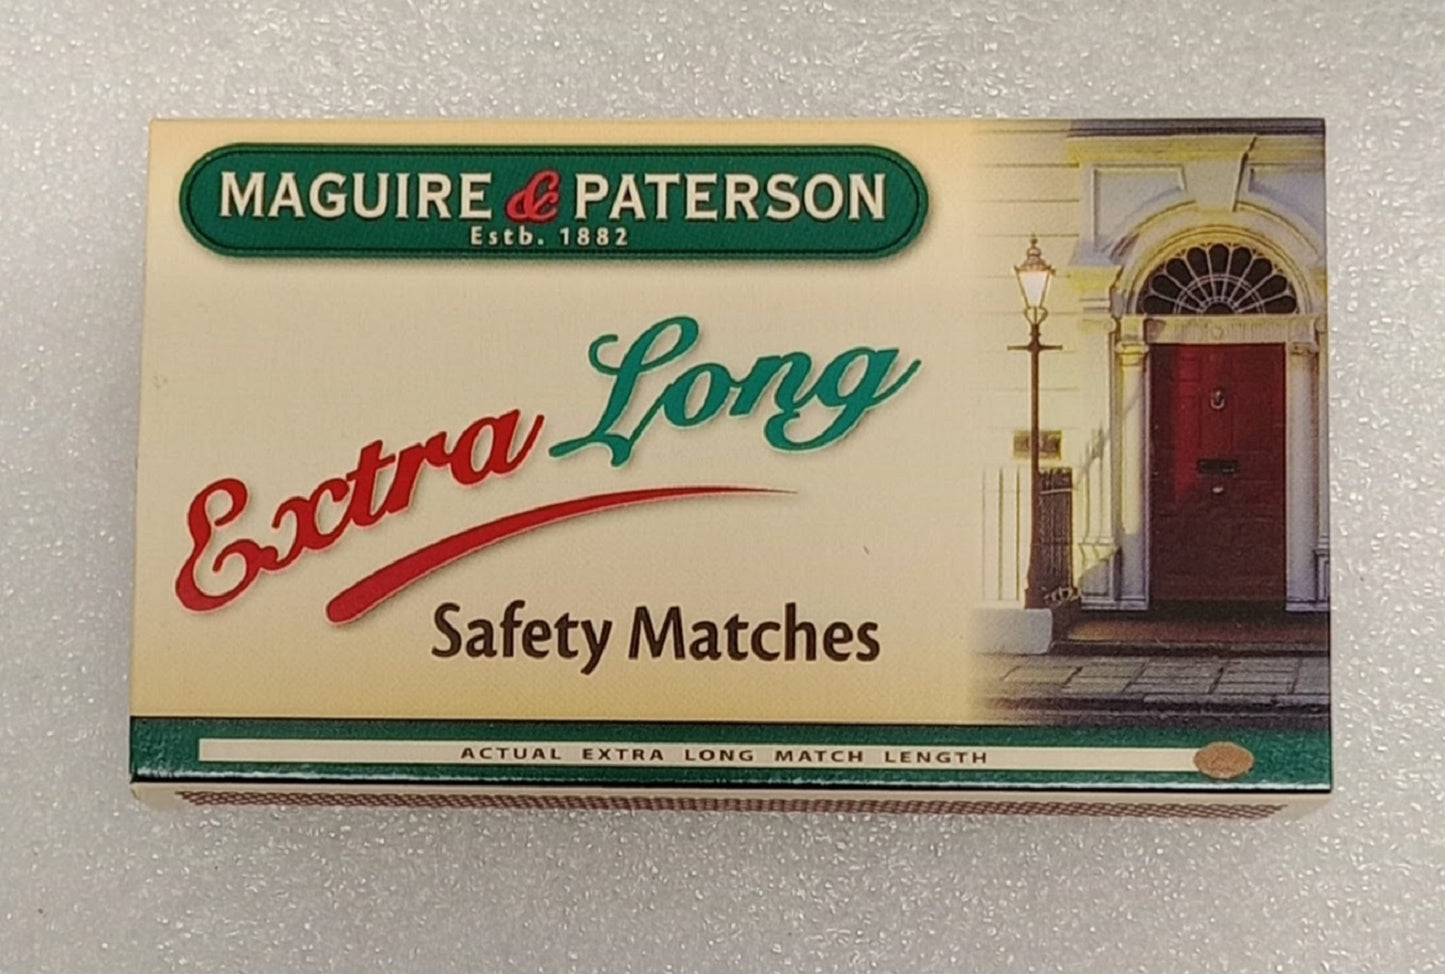 MAGUIRE & PATERSON
Estb. 1882
Extra Long
Safety Matches
ACTUAL EXTRA LONG MATCH LENGTH